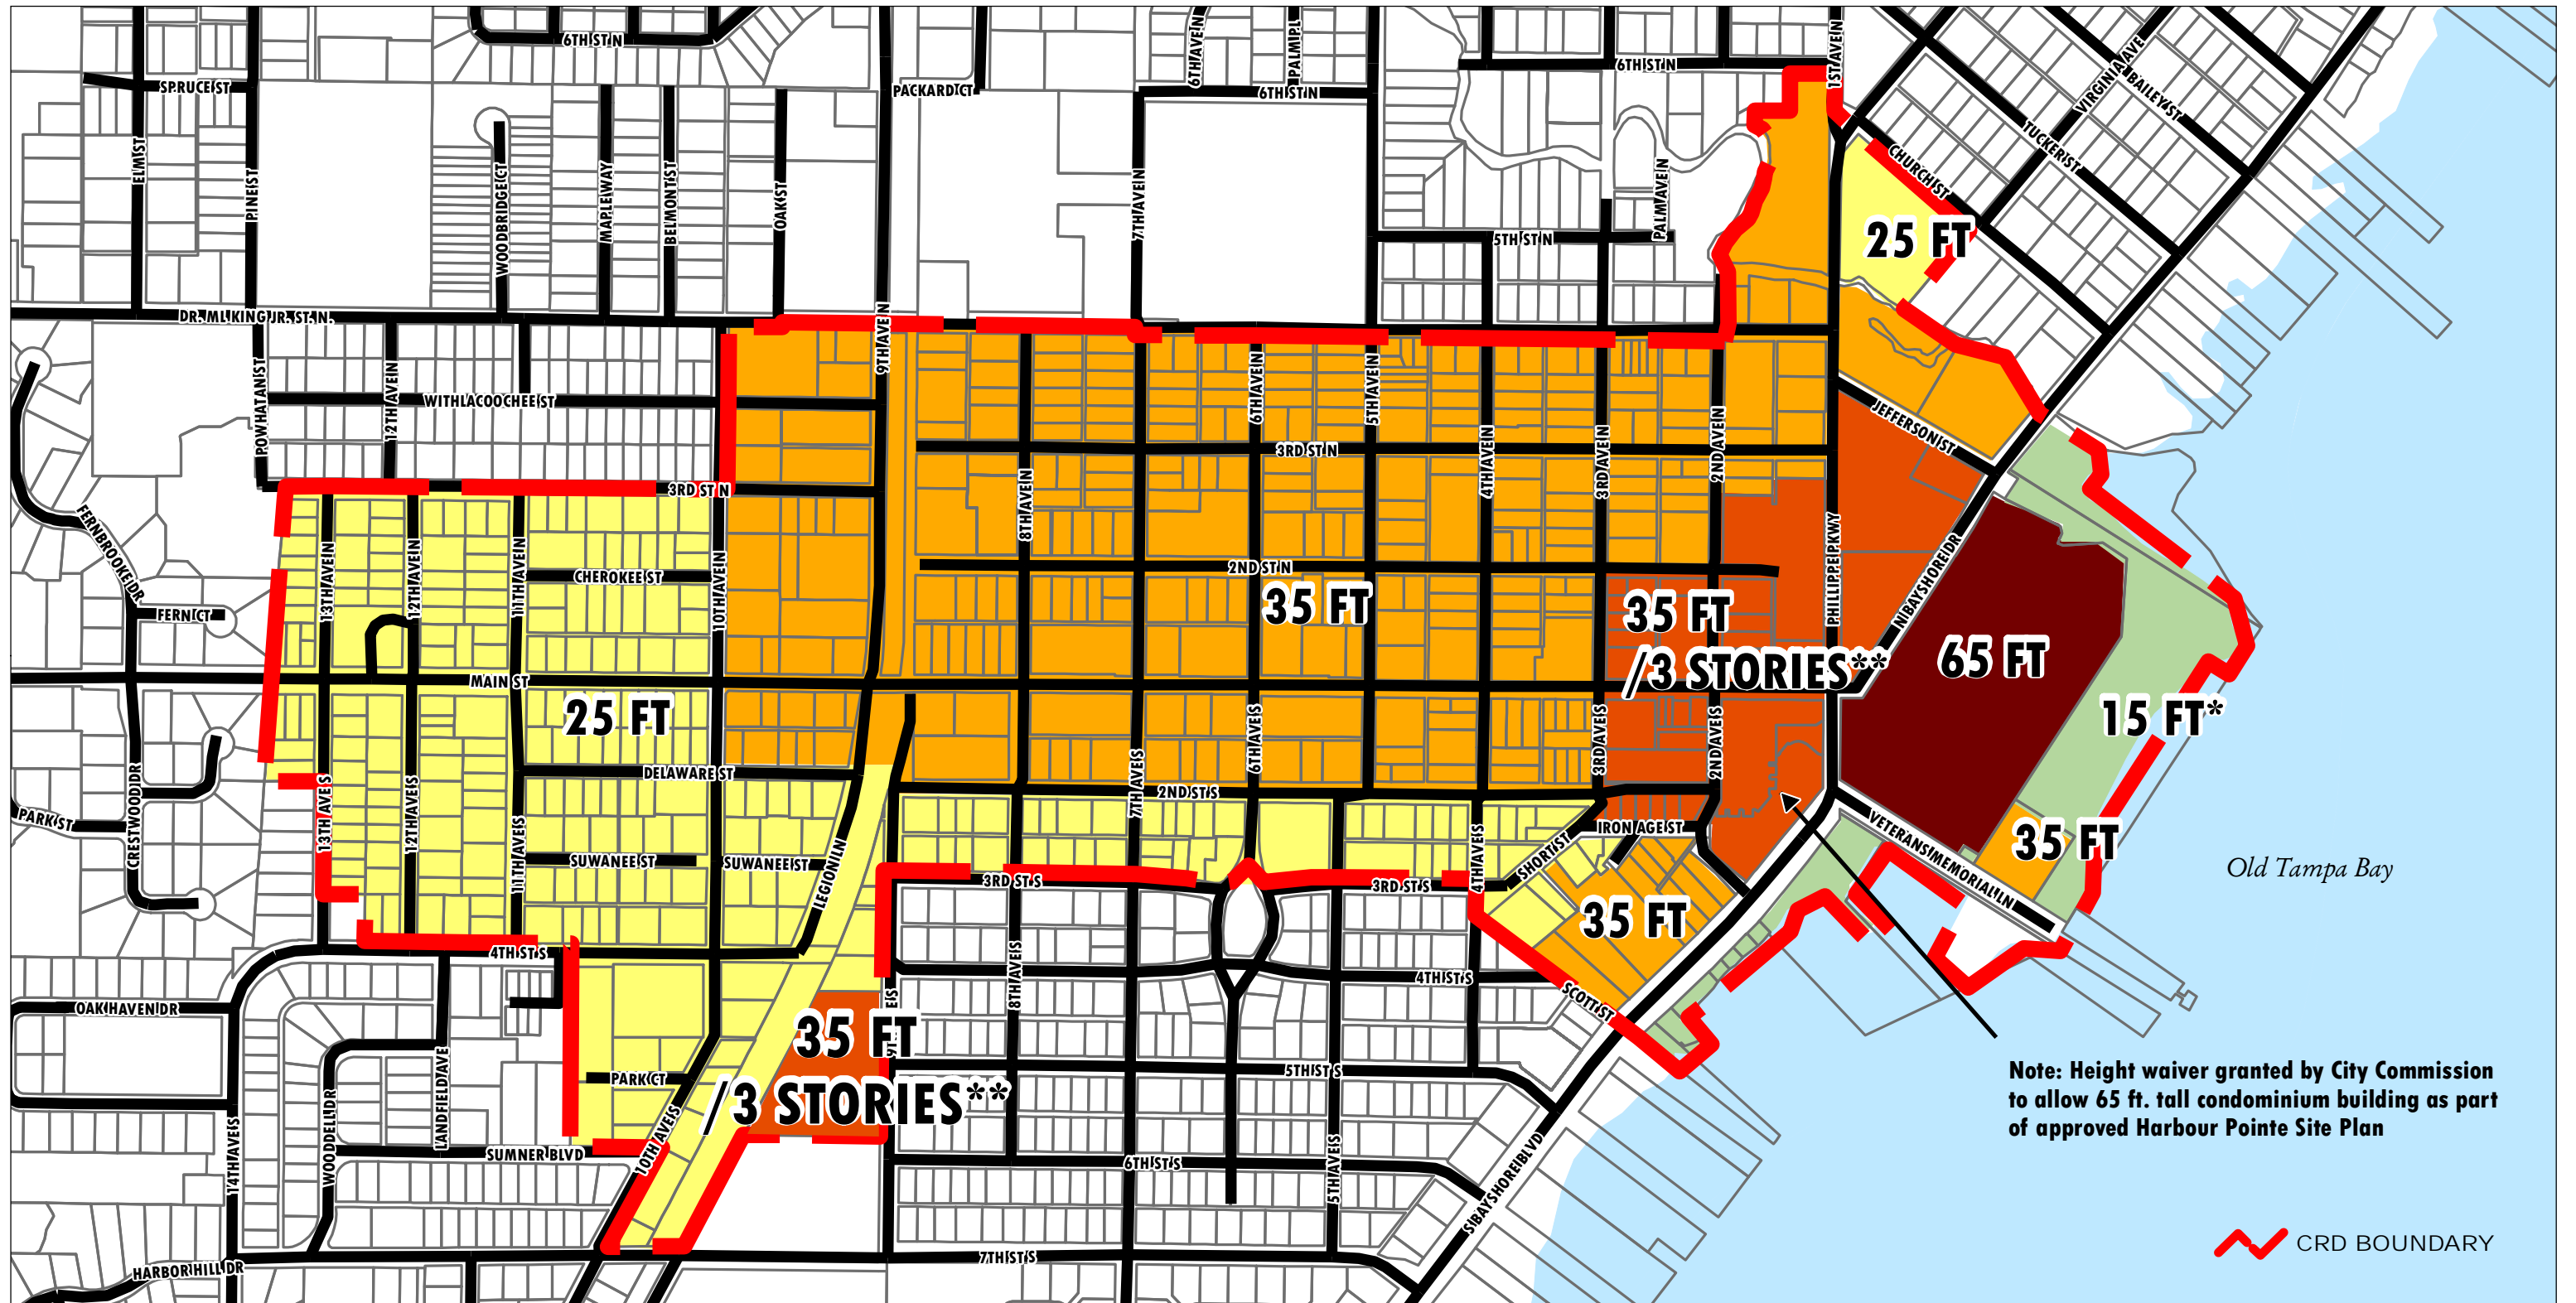 6TH ST N
6TH AVE N
PALM PL
6TH ST N
1ST AVE N
VIRGINIA AVE
BAILEY ST
SPRUCE ST
PACKARD CT
6TH ST N
TUCKER ST
ELM ST
PINE ST
WOODBRIDGE CT
MAPLE WAY
BELMONT ST
OAK ST
7TH AVE N
PALM AVE N
CHURCH ST
5TH ST N
25 FT
DR. ML KING JR. ST. N.
9TH AVE N
POWHATAN ST
12TH AVE N
WITHLACOOCHEE ST
6TH AVE N
5TH AVE N
4TH AVE N
3RD AVE N
2ND AVE N
JEFFERSON ST
3RD ST N
3RD ST N
8TH AVE N
FERNBROOKE DR
13TH AVE N
12TH AVE N
11TH AVE N
10TH AVE N
CHEROKEE ST
2ND ST N
PHILLIPPE PKWY
N BAYSHORE DR
FERN CT
35 FT
35 FT
/3 STORIES**
65 FT
MAIN ST
25 FT
15 FT*
CRESTWOOD DR
DELAWARE ST
6TH AVE S
3RD AVE S
2ND AVE S
7TH AVE S
2ND ST S
PARK ST
13TH AVE S
12TH AVE S
11TH AVE S
SUWANEE ST
SUWANEE ST
LEGION LN
4TH AVE S
SHORT ST
IRON AGE ST
VETERANS MEMORIAL LN
35 FT
Old Tampa Bay
3RD ST S
3RD ST S
35 FT
4TH ST S
8TH AVE S
4TH ST S
SCOTT ST
OAK HAVEN DR
35 FT
/3 STORIES**
9T
E S
WOODDELL DR
LANDFIELD AVE
PARK CT
5TH ST S
Note: Height waiver granted by City Commission
to allow 65 ft. tall condominium building as part
of approved Harbour Pointe Site Plan
14TH AVE S
10TH AVE S
SUMNER BLVD
6TH ST S
5TH AVE S
S BAYSHORE BLVD
7TH ST S
HARBOR HILL DR
CRD BOUNDARY